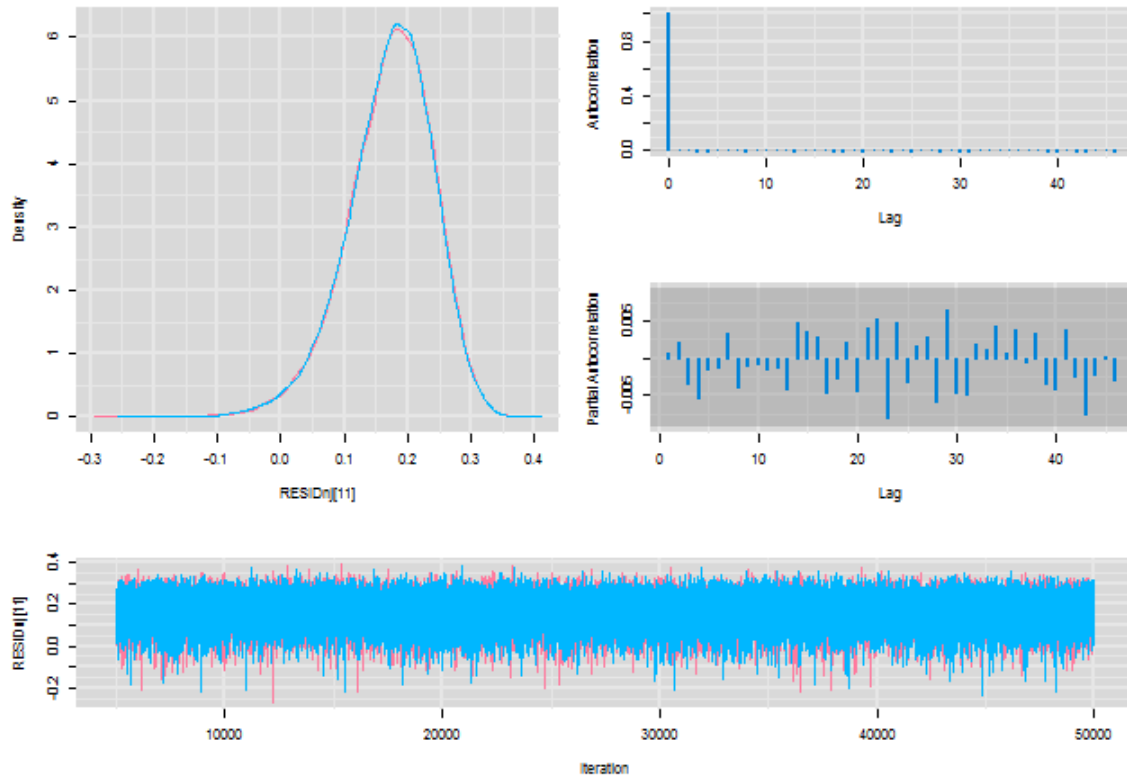 Density
6
5
4
3
2
1
0
-0.3 -0.2 -0.1 0.0 0.1 0.2 0.3 0.4
RESIDnj[11]
Autocorrelation
0.8
0.4
0.0
0 10 20 30 40
Lag
Partial Autocorrelation
0.005
-0.005
0 10 20 30 40
Lag
RESIDnj[11]
0.4
0.2
0.0
-0.2
10000 20000 30000 40000 50000
Iteration